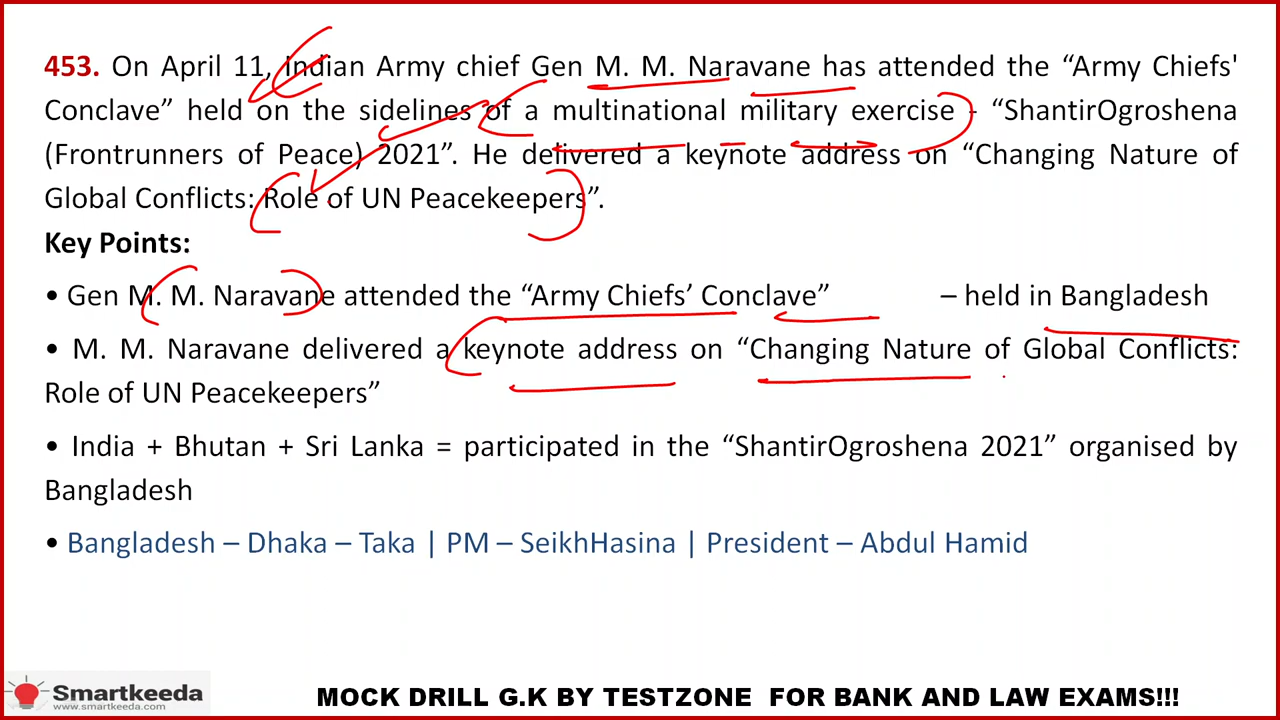 453. On April 11, Indian Army chief Gen M. M. Naravane has attended the “Army Chiefs'
Conclave” held on the sidelines of a multinational military exercise - “ShantirOgroshena
(Frontrunners of Peace) 2021”. He delivered a keynote address on “Changing Nature of
Global Conflicts: Role of UN Peacekeepers”.
Key Points:
• Gen M. M. Naravane attended the “Army Chiefs’ Conclave” – held in Bangladesh
• M. M. Naravane delivered a keynote address on “Changing Nature of Global Conflicts:
Role of UN Peacekeepers”
• India + Bhutan + Sri Lanka = participated in the “ShantirOgroshena 2021” organised by
Bangladesh
• Bangladesh – Dhaka – Taka | PM – SeikhHasina | President – Abdul Hamid
Smartkeeda
www.smartkeeda.com
MOCK DRILL G.K BY TESTZONE FOR BANK AND LAW EXAMS!!!